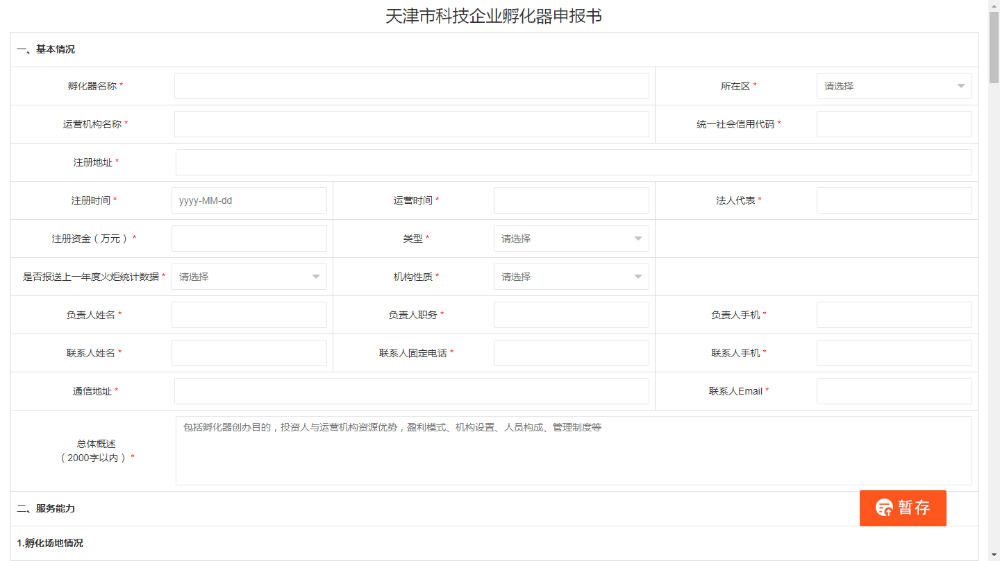 天津市科技企业孵化器申报书
一、基本情况
孵化器名称 * 所在区 * 请选择
运营机构名称 * 统一社会信用代码 *
注册地址 *
注册时间 * yyyy-MM-dd 运营时间 * 法人代表 *
注册资金（万元） * 类型 * 请选择
是否报送上一年度火炬统计数据 * 请选择 机构性质 * 请选择
负责人姓名 * 负责人职务 * 负责人手机 *
联系人姓名 * 联系人固定电话 * 联系人手机 *
通信地址 * 联系人Email *
包括孵化器创办目的，投资人与运营机构资源优势，盈利模式、机构设置、人员构成、管理制度等
总体概述
（2000字以内） *
二、服务能力
暂存
1.孵化场地情况